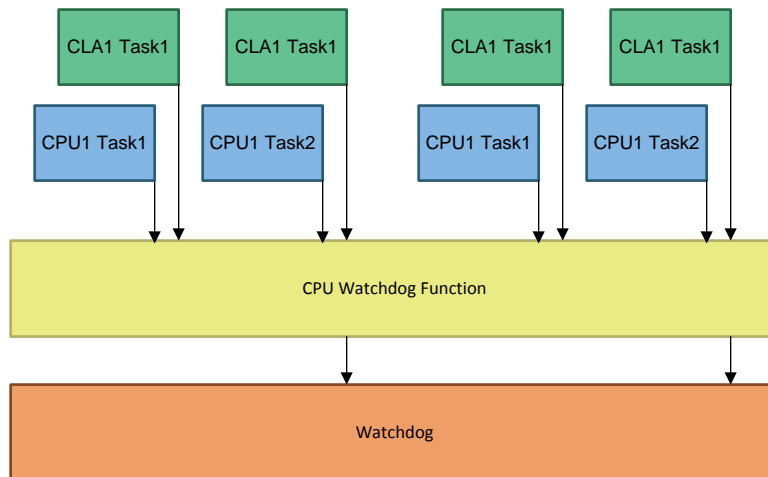 CLA1 Task1
CLA1 Task1
CLA1 Task1
CLA1 Task1
CPU1 Task1
CPU1 Task2
CPU1 Task1
CPU1 Task2
CPU Watchdog Function
Watchdog